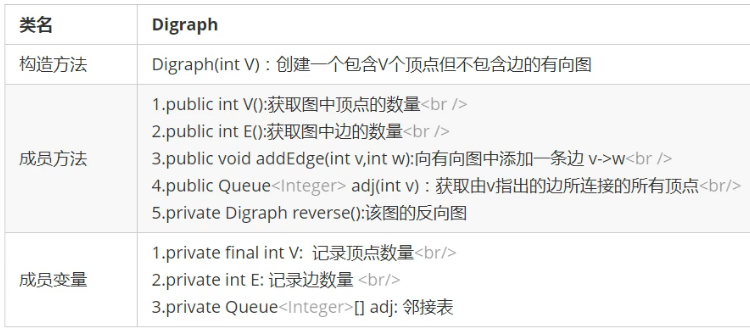 类名 Digraph
构造方法 Digraph(int V)：创建一个包含V个顶点但不包含边的有向图
成员方法
1.public int V():获取图中顶点的数量<br />
2.public int E():获取图中边的数量<br />
3.public void addEdge(int v,int w):向有向图中添加一条边 v->w<br />
4.public Queue<Integer> adj(int v)：获取由v指出的边所连接的所有顶点<br/>
5.private Digraph reverse():该图的反向图
成员变量
1.private final int V: 记录顶点数量<br/>
2.private int E: 记录边数量 <br/>
3.private Queue<Integer>[] adj: 邻接表